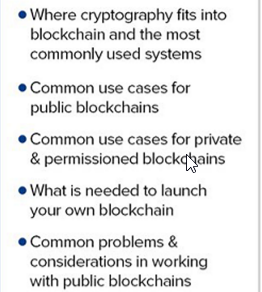 • Where cryptography fits into
blockchain and the most
commonly used systems
• Common use cases for
public blockchains
• Common use cases for private
& permissioned blockchains
• What is needed to launch
your own blockchain
• Common problems &
considerations in working
with public blockchains